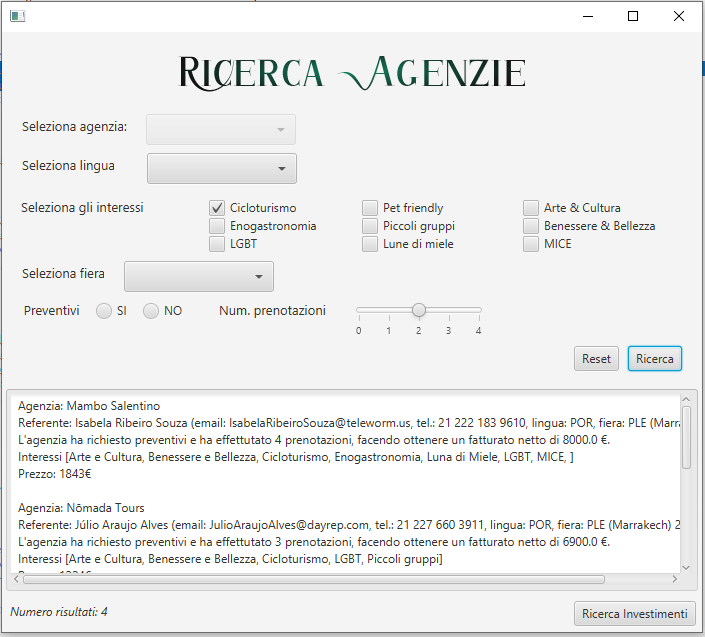 Ricerca Agenzie
Seleziona agenzia:
Seleziona lingua
Seleziona gli interessi
Cicloturismo
Pet friendly
Arte & Cultura
Enogastronomia
Piccoli gruppi
Benessere & Bellezza
LGBT
Lune di miele
MICE
Seleziona fiera
Preventivi
SI
NO
Num. prenotazioni
0 1 2 3 4
Reset
Ricerca
Agenzia: Mambo Salentino
Referente: Isabela Ribeiro Souza (email: IsabelaRibeiroSouza@teleworm.us, tel.: 21 222 183 9610, lingua: POR, fiera: PLE (Marra
L'agenzia ha richiesto preventivi e ha effettutato 4 prenotazioni, facendo ottenere un fatturato netto di 8000.0 €.
Interessi [Arte e Cultura, Benessere e Bellezza, Cicloturismo, Enogastronomia, Luna di Miele, LGBT, MICE, ]
Prezzo: 1843€
Agenzia: Nômada Tours
Referente: Júlio Araujo Alves (email: JulioAraujoAlves@dayrep.com, tel.: 21 227 660 3911, lingua: POR, fiera: PLE (Marrakech) 2
L'agenzia ha richiesto preventivi e ha effettutato 3 prenotazioni, facendo ottenere un fatturato netto di 6900.0 €.
Interessi [Arte e Cultura, Benessere e Bellezza, Cicloturismo, LGBT, Piccoli gruppi]
Numero risultati: 4
Ricerca Investimenti